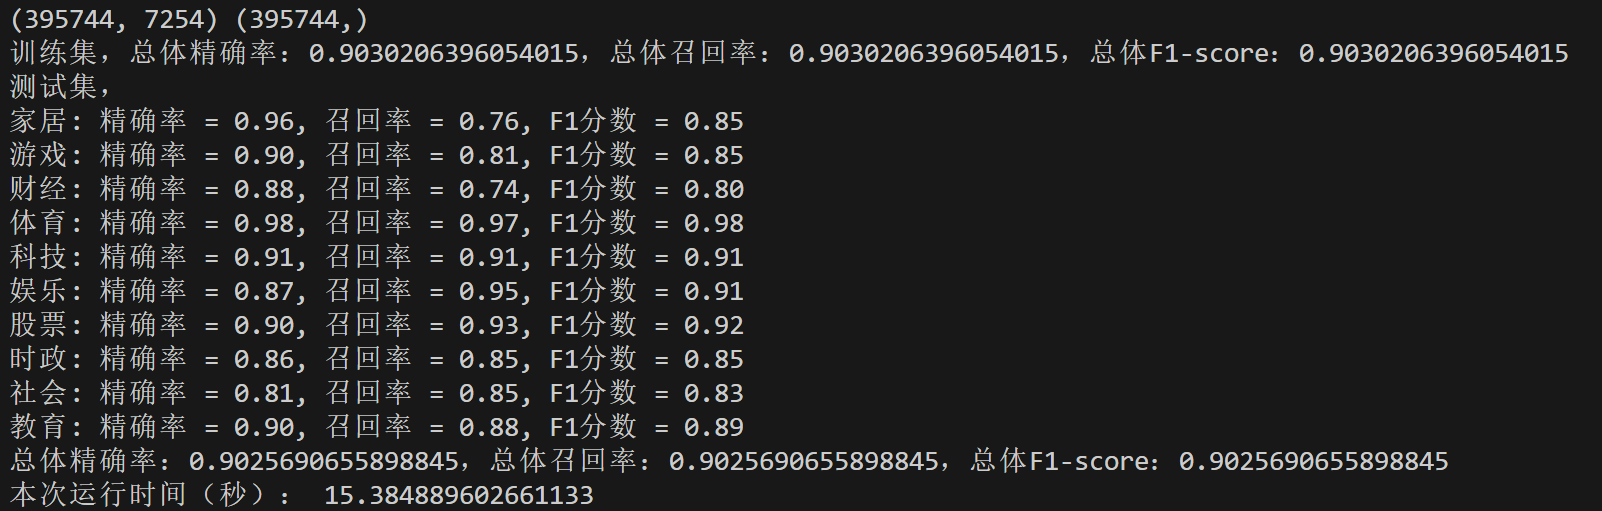 (395744, 7254) (395744,)
训练集，总体精确率：0.9030206396054015，总体召回率：0.9030206396054015，总体F1-score：0.9030206396054015
测试集，
家居: 精确率 = 0.96, 召回率 = 0.76, F1分数 = 0.85
游戏: 精确率 = 0.90, 召回率 = 0.81, F1分数 = 0.85
财经: 精确率 = 0.88, 召回率 = 0.74, F1分数 = 0.80
体育: 精确率 = 0.98, 召回率 = 0.97, F1分数 = 0.98
科技: 精确率 = 0.91, 召回率 = 0.91, F1分数 = 0.91
娱乐: 精确率 = 0.87, 召回率 = 0.95, F1分数 = 0.91
股票: 精确率 = 0.90, 召回率 = 0.93, F1分数 = 0.92
时政: 精确率 = 0.86, 召回率 = 0.85, F1分数 = 0.85
社会: 精确率 = 0.81, 召回率 = 0.85, F1分数 = 0.83
教育: 精确率 = 0.90, 召回率 = 0.88, F1分数 = 0.89
总体精确率：0.9025690655898845，总体召回率：0.9025690655898845，总体F1-score：0.9025690655898845
本次运行时间（秒）： 15.384889602661133